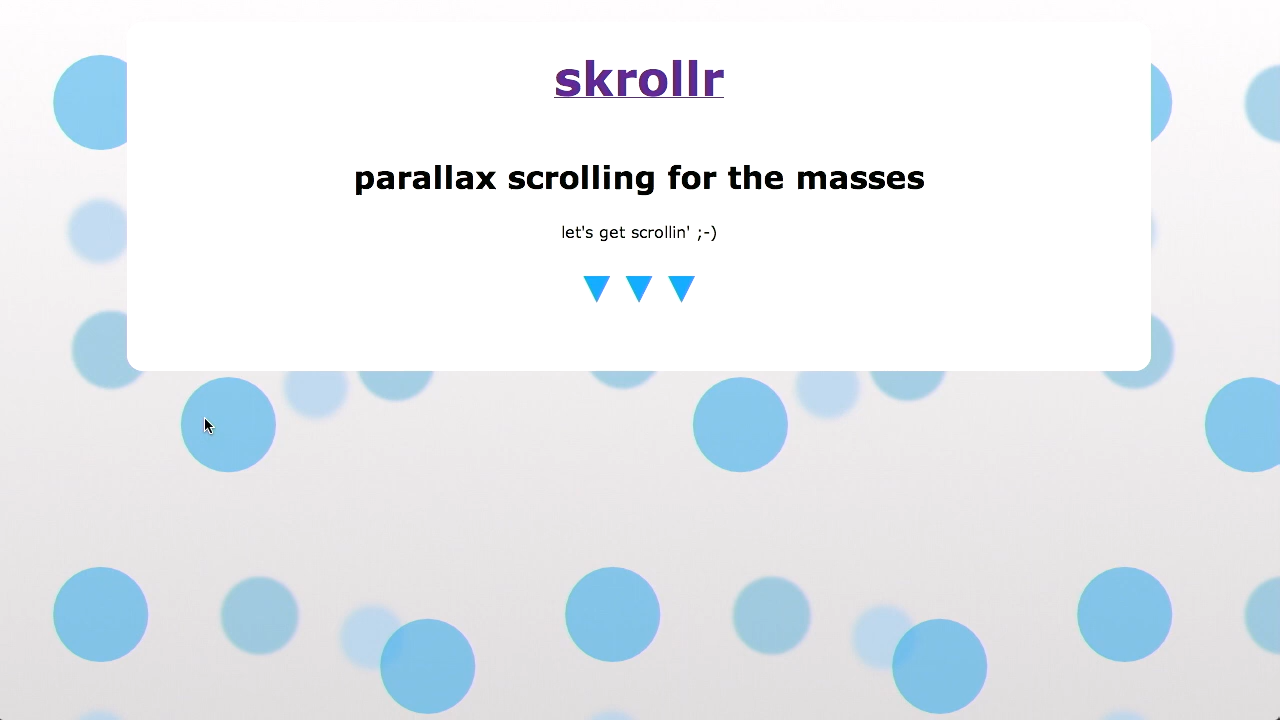 skrollr
parallax scrolling for the masses
let's get scrollin' ;-)
▼ ▼ ▼